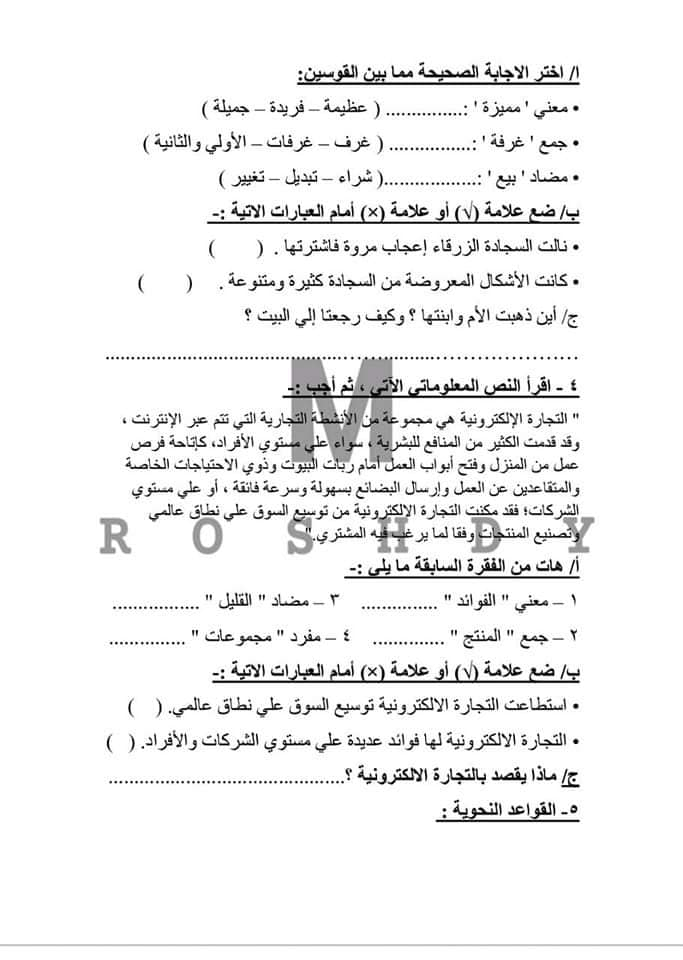 ا/ اختر الاجابة الصحيحة مما بين القوسين:
• معني ' مميزة ' :............... ( عظيمة – فريدة – جميلة )
• جمع ' غرفة ' :................ ( غرف – غرفات – الأولي والثانية )
• مضاد ' بيع ' :..................( شراء – تبديل – تغيير )
ب/ ضع علامة (√) أو علامة (×) أمام العبارات الاتية :-
• نالت السجادة الزرقاء إعجاب مروة فاشترتها . (      )
• كانت الأشكال المعروضة من السجادة كثيرة ومتنوعة . (      )
ج/ أين ذهبت الأم وابنتها ؟ وكيف رجعتا إلي البيت ؟
............................................................................................
٤ - اقرأ النص المعلوماتي الآتي ، ثم أجب :-
" التجارة الإلكترونية هي مجموعة من الأنشطة التجارية التي تتم عبر الإنترنت ،
وقد قدمت الكثير من المنافع للبشرية ، سواء علي مستوي الأفراد، كإتاحة فرص
عمل من المنزل وفتح أبواب العمل أمام ربات البيوت وذوي الاحتياجات الخاصة
والمتقاعدين عن العمل وإرسال البضائع بسهولة وسرعة فائقة ، أو علي مستوي
الشركات؛ فقد مكنت التجارة الإلكترونية من توسيع السوق علي نطاق عالمي
وتصنيع المنتجات وفقا لما يرغب فيه المشتري."
M
ROSHDY
أ/ هات من الفقرة السابقة ما يلي :-
١ – معني " الفوائد " ............... ٣ – مضاد " القليل " .................
٢ – جمع " المنتج " .............. ٤ – مفرد " مجموعات " ...............
ب/ ضع علامة (√) أو علامة (×) أمام العبارات الاتية :-
• استطاعت التجارة الالكترونية توسيع السوق علي نطاق عالمي. (    )
• التجارة الالكترونية لها فوائد عديدة علي مستوي الشركات والأفراد. (    )
ج/ ماذا يقصد بالتجارة الالكترونية ؟..............................................
٥- القواعد النحوية :